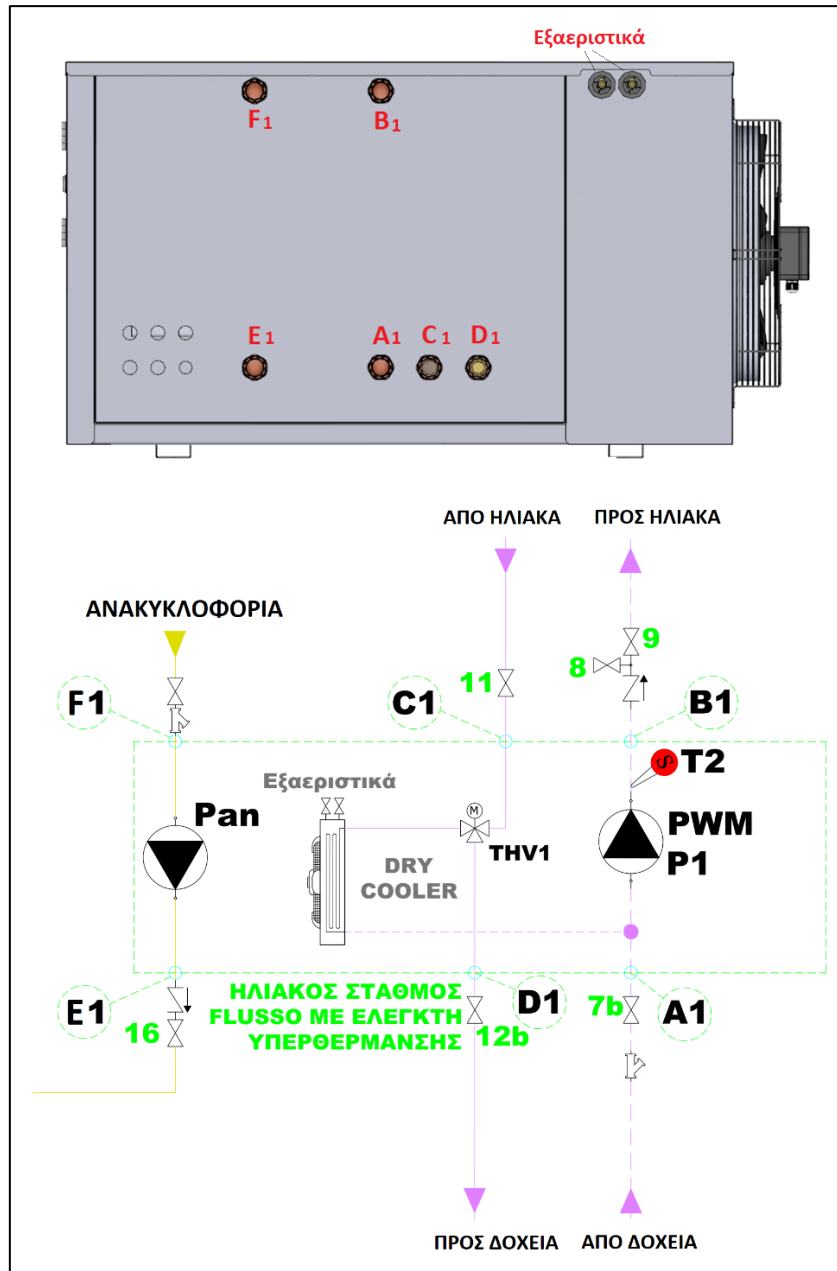 Εξαεριστικά
F1 B1
E1 A1 C1 D1
ΑΠΟ ΗΛΙΑΚΑ ΠΡΟΣ ΗΛΙΑΚΑ
ΑΝΑΚΥΚΛΟΦΟΡΙΑ
9
8
11
F1 C1 B1
Εξαεριστικά
T2
Pan
M
PWM
P1
THV1
DRY
COOLER
E1
16
ΗΛΙΑΚΟΣ ΣΤΑΘΜΟΣ
FLUSSO ΜΕ ΕΛΕΓΚΤΗ
ΥΠΕΡΘΕΡΜΑΝΣΗΣ
D1
12b
7b
A1
ΠΡΟΣ ΔΟΧΕΙΑ ΑΠΟ ΔΟΧΕΙΑ